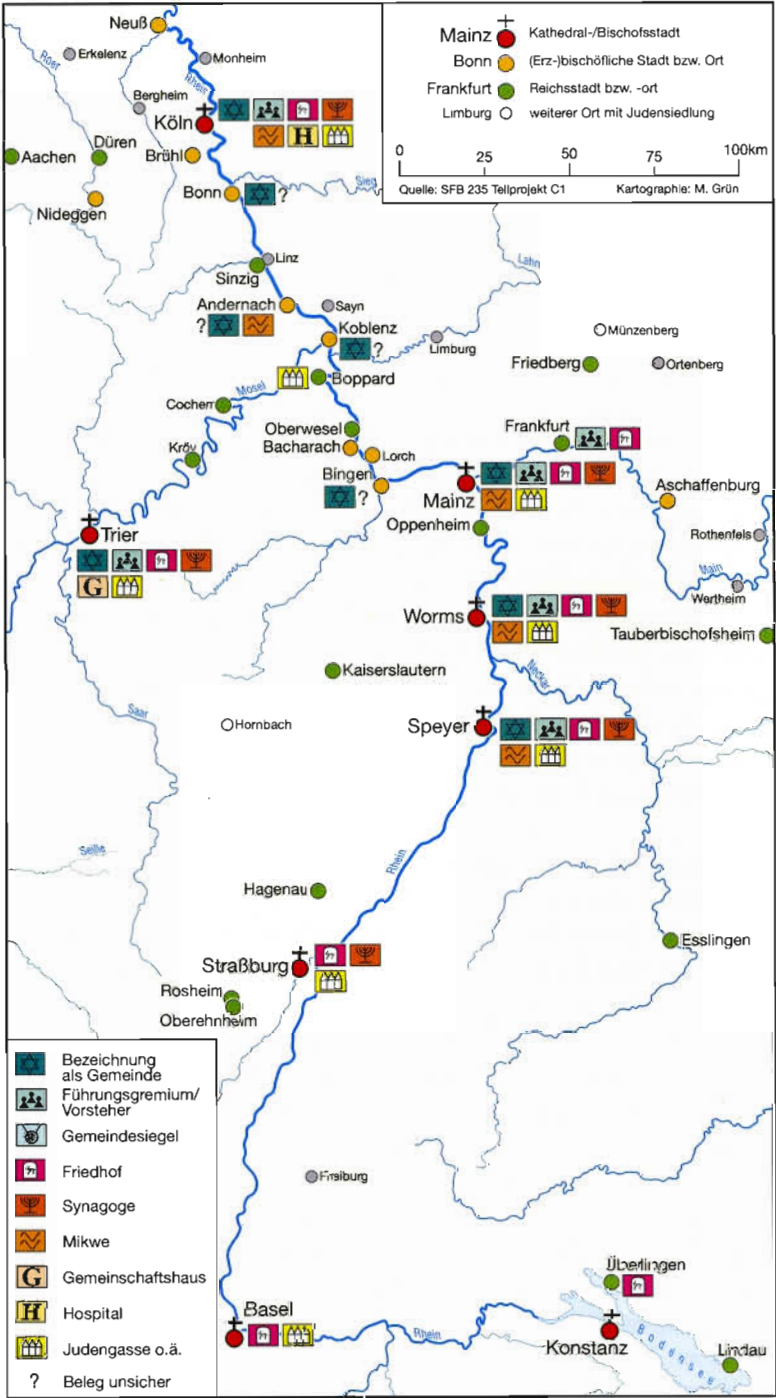 Neuß
Roer
Erkelenz
Monheim
Rhein
Bergheim
Köln
H
Aachen
Düren
Brühl
Nideggen
Bonn
?
Sieg
Mainz Kathedral-/Bischofsstadt
Bonn (Erz-)bischöfliche Stadt bzw. Ort
Frankfurt Reichsstadt bzw. -ort
Limburg weiterer Ort mit Judensiedlung
0 25 50 75 100km
Quelle: SFB 235 Teilprojekt C1 Kartographie: M. Grün
Linz
Sinzig
Lahn
Andernach
?
Sayn
Koblenz
?
Limburg
Münzenberg
Friedberg
Ortenberg
Boppard
Mosel
Cochem
Oberwesel
Bacharach
Lorch
Kröv
Bingen
?
Frankfurt
Mainz
Aschaffenburg
Oppenheim
Rothenfels
Trier
G
Main
Wertheim
Worms
Tauberbischofsheim
Kaiserslautern
Neckar
Saar
Hornbach
Speyer
Seille
Rhein
Hagenau
Esslingen
Straßburg
Rosheim
Oberehnheim
Freiburg
Überlingen
Basel
Rhein
Konstanz
Bodensee
Lindau
Bezeichnung
als Gemeinde
Führungsgremium/
Vorsteher
Gemeindesiegel
Friedhof
Synagoge
Mikwe
G Gemeinschaftshaus
H Hospital
Judengasse o.ä.
? Beleg unsicher